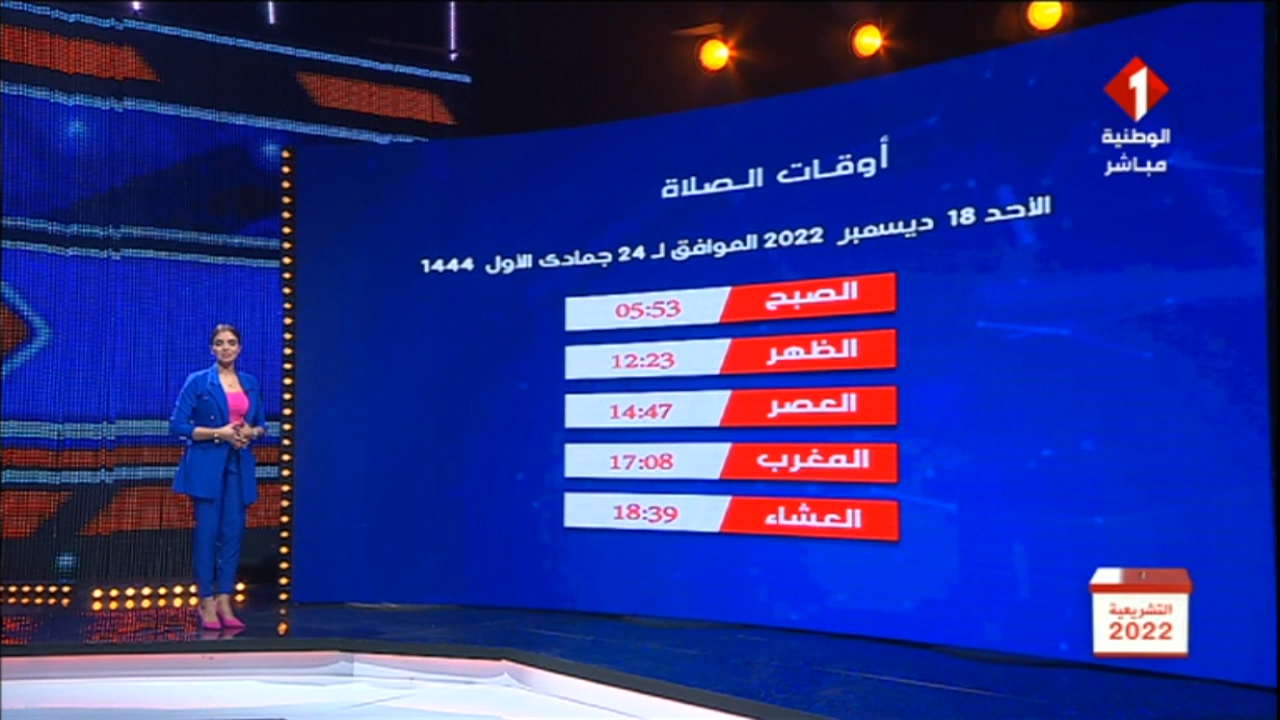 1
الوطنية
مباشر
أوقات الصلاة
الأحد 18 ديسمبر 2022 الموافق لـ 24 جمادى الأول 1444
الصبح 05:53
الظهر 12:23
العصر 14:47
المغرب 17:08
العشاء 18:39
التشريعية
2022